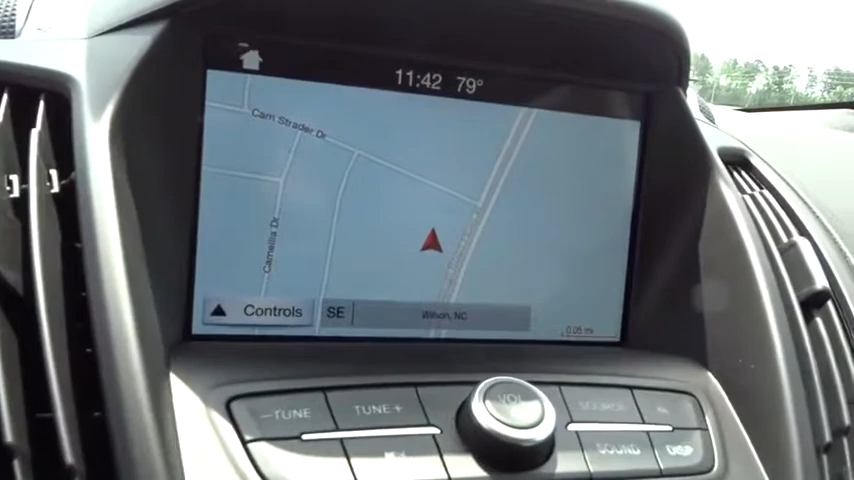 11:42 79°
Cam Strader Dr
Camellia Dr
Controls
SE
Wilson, NC
0.05 mi
– TUNE
TUNE +
VOL
SOURCE
SOUND
DISP